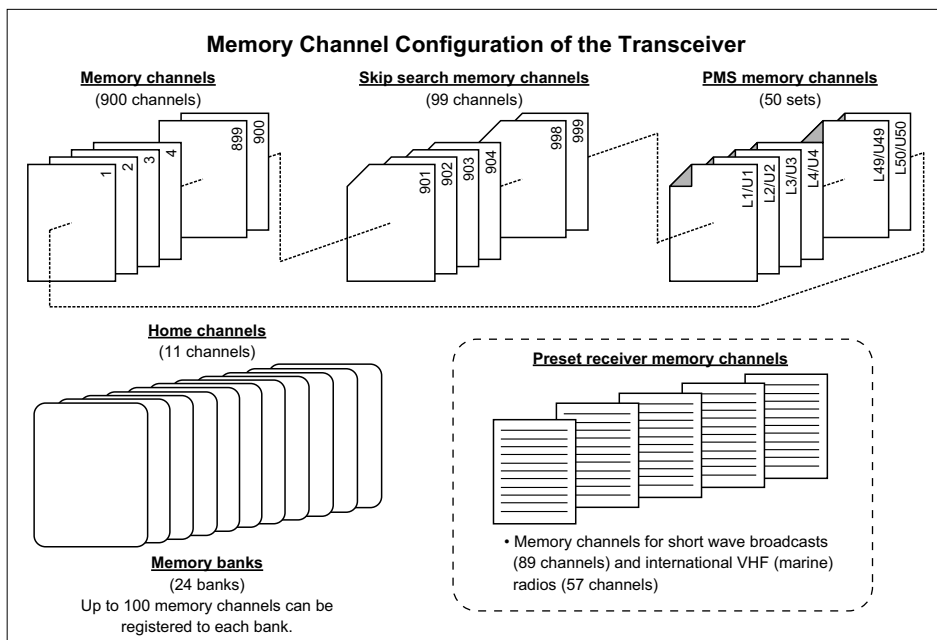 Memory Channel Configuration of the Transceiver
Memory channels
(900 channels)
1
2
3
4
899
900
Skip search memory channels
(99 channels)
901
902
903
904
998
999
PMS memory channels
(50 sets)
L1/U1
L2/U2
L3/U3
L4/U4
L49/U49
L50/U50
Home channels
(11 channels)
Memory banks
(24 banks)
Up to 100 memory channels can be
registered to each bank.
Preset receiver memory channels
• Memory channels for short wave broadcasts
(89 channels) and international VHF (marine)
radios (57 channels)